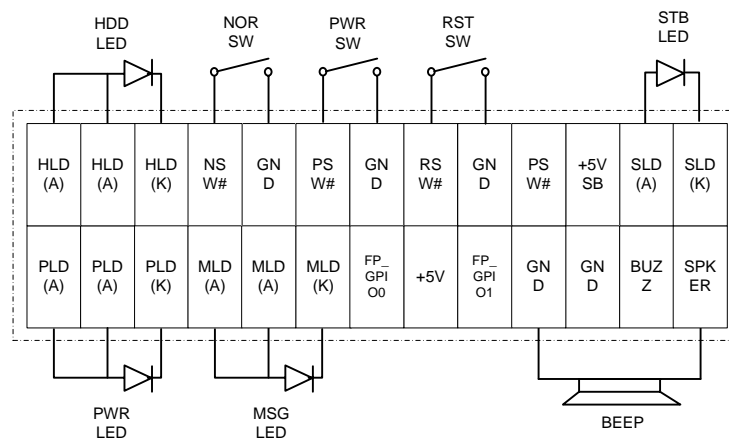 HDD
LED
NOR
SW
PWR
SW
RST
SW
STB
LED
HLD
(A)
HLD
(A)
HLD
(K)
NS
W#
GN
D
PS
W#
GN
D
RS
W#
GN
D
PS
W#
+5V
SB
SLD
(A)
SLD
(K)
PLD
(A)
PLD
(A)
PLD
(K)
MLD
(A)
MLD
(A)
MLD
(K)
FP_
GPI
O0
+5V
FP_
GPI
O1
GN
D
GN
D
BUZ
Z
SPK
ER
PWR
LED
MSG
LED
BEEP